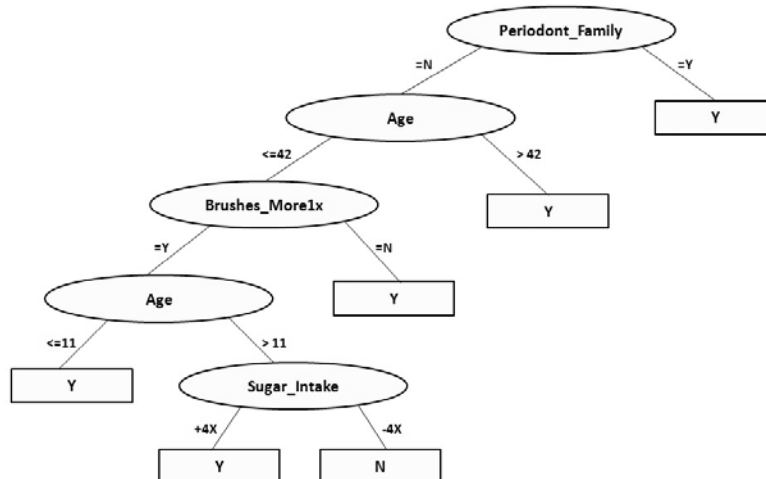 Periodont_Family
=N
=Y
Age
Y
<=42
> 42
Brushes_More1x
Y
=Y
=N
Age
Y
<=11
> 11
Y
Sugar_Intake
+4X
-4X
Y
N